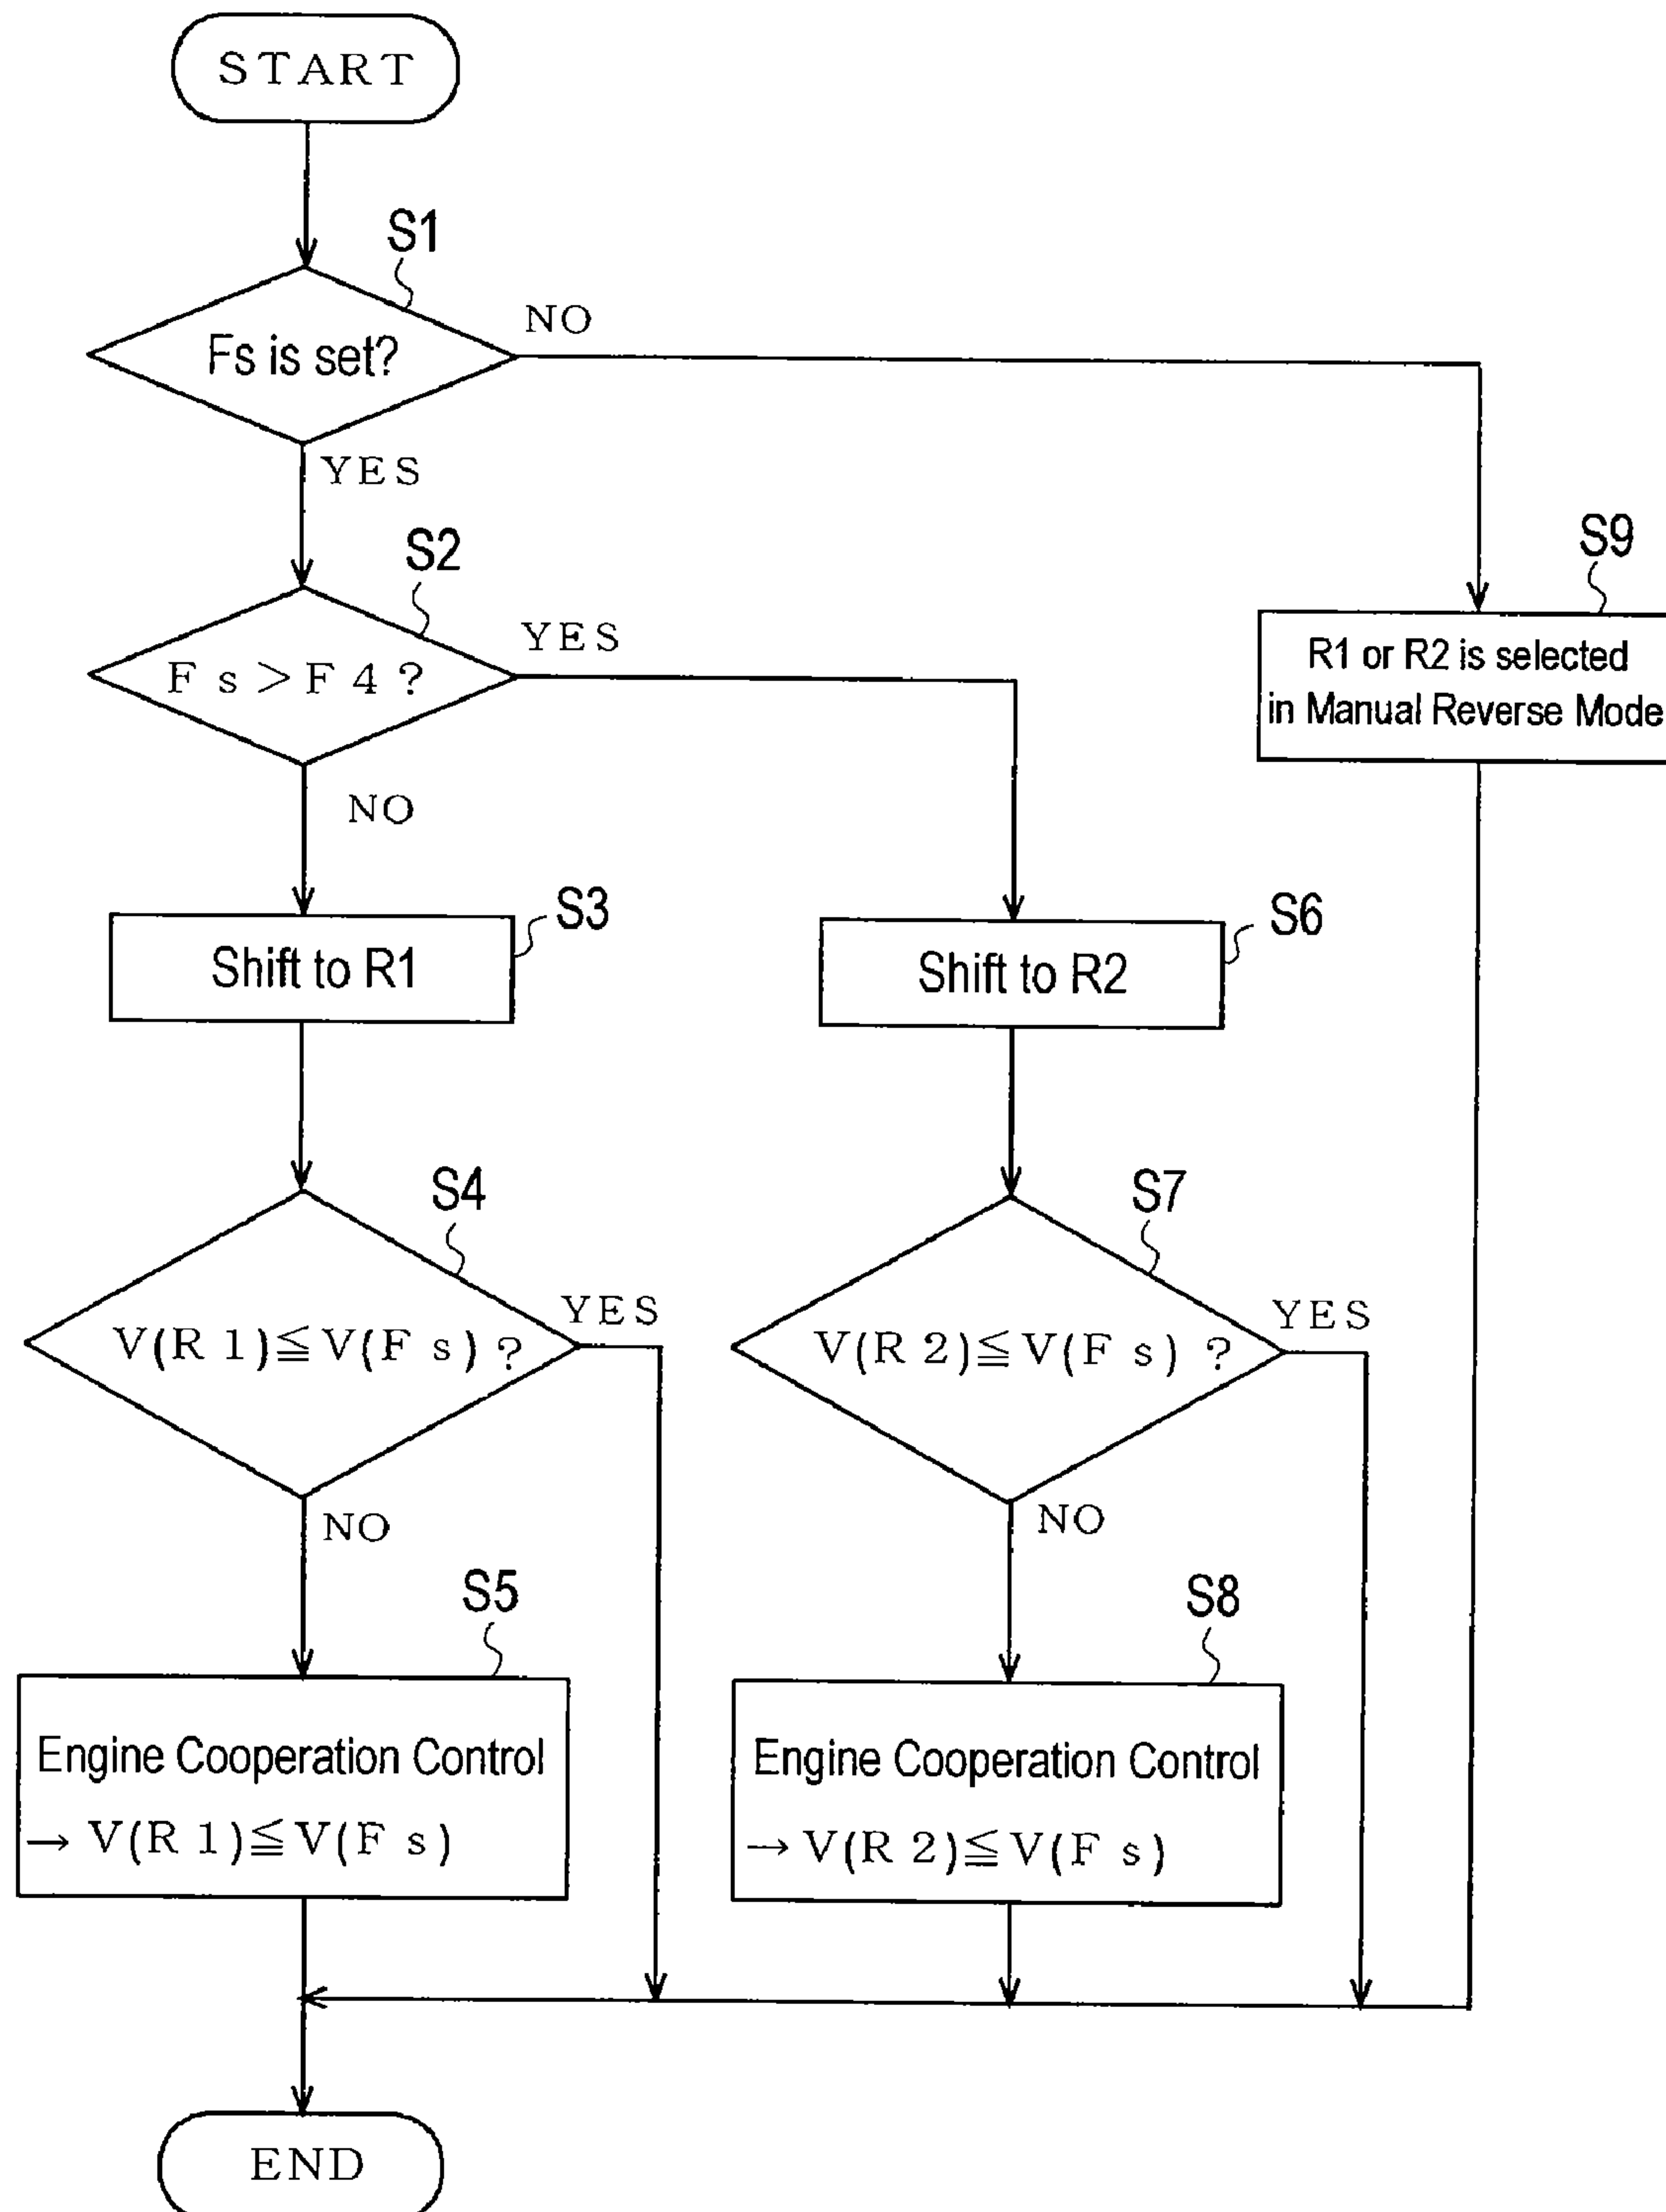 START
S1
Fs is set?
NO
YES
S2
F s > F 4 ?
YES
NO
S9
R1 or R2 is selected
in Manual Reverse Mode
S3
Shift to R1
S6
Shift to R2
S4
V(R 1)≦V(F s) ?
YES
NO
S7
V(R 2)≦V(F s) ?
YES
NO
S5
Engine Cooperation Control
→ V(R 1)≦V(F s)
S8
Engine Cooperation Control
→ V(R 2)≦V(F s)
END